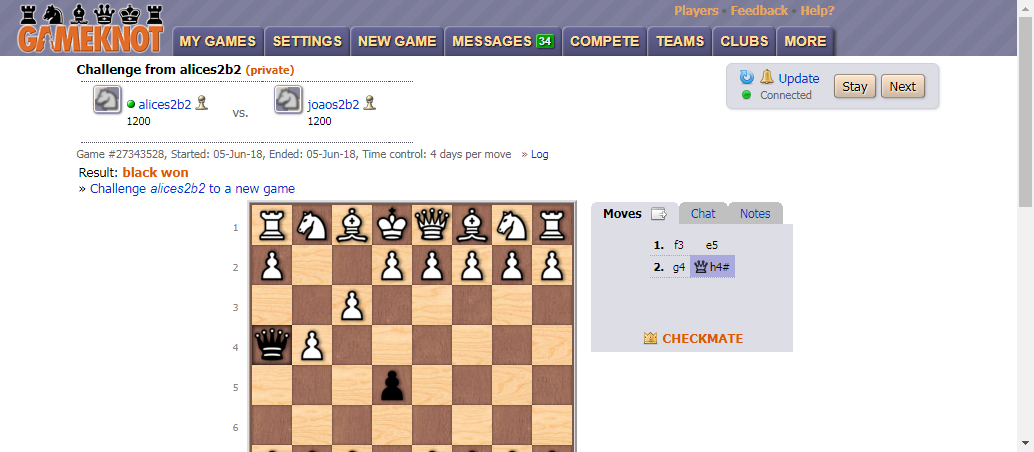 Players • Feedback • Help?
GAMEKNOT
MY GAMES SETTINGS NEW GAME MESSAGES 34 COMPETE TEAMS CLUBS MORE
Challenge from alices2b2 (private)
alices2b2 vs. joaos2b2
1200 1200
Update Stay Next
Connected
Game #27343528, Started: 05-Jun-18, Ended: 05-Jun-18, Time control: 4 days per move » Log
Result: black won
» Challenge alices2b2 to a new game
Moves Chat Notes
1. f3 e5
2. g4 h4#
CHECKMATE
1
2
3
4
5
6